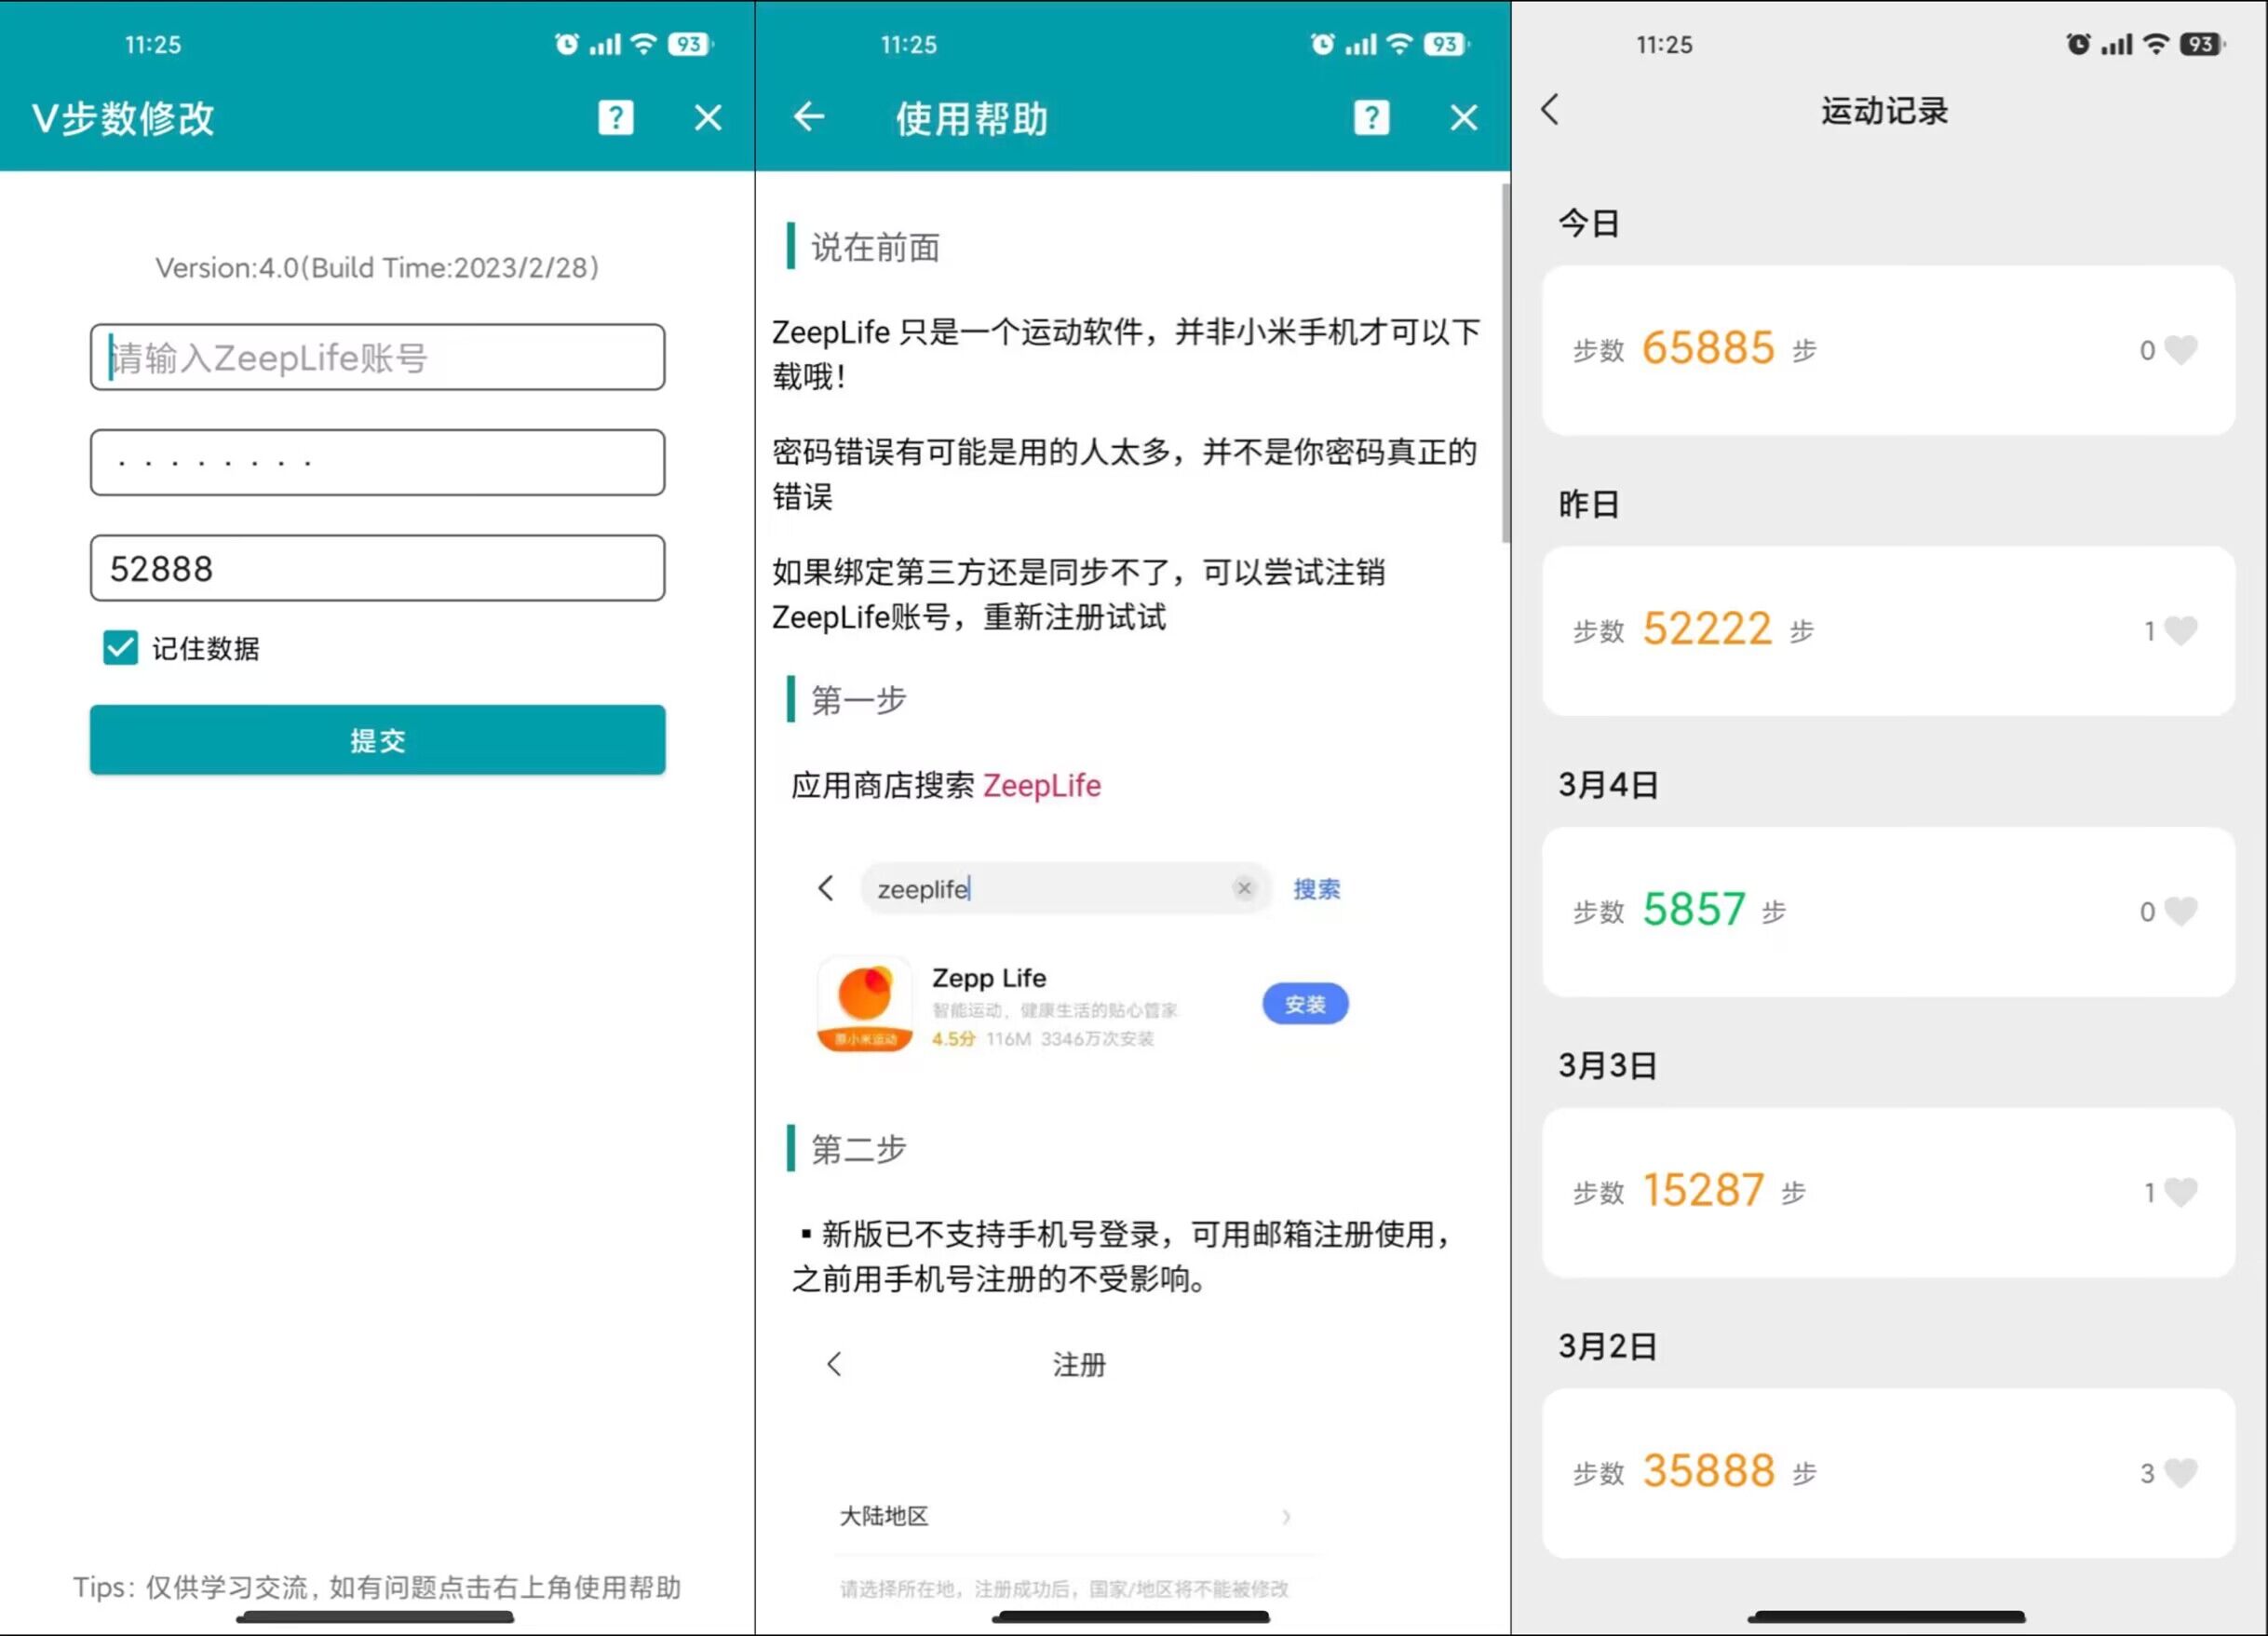 11:25
93
V步数修改
?
Version:4.0(Build Time:2023/2/28)
请输入ZeepLife账号
· · · · · · · ·
52888
记住数据
提交
Tips: 仅供学习交流, 如有问题点击右上角使用帮助
11:25
93
使用帮助
?
说在前面
ZeepLife 只是一个运动软件，并非小米手机才可以下
载哦！
密码错误有可能是用的人太多，并不是你密码真正的
错误
如果绑定第三方还是同步不了，可以尝试注销
ZeepLife账号，重新注册试试
第一步
应用商店搜索 ZeepLife
zeeplife
搜索
Zepp Life
智能运动，健康生活的贴心管家
4.5分 116M 3346万次安装
原小米运动
安装
第二步
▪ 新版已不支持手机号登录，可用邮箱注册使用，
之前用手机号注册的不受影响。
注册
大陆地区
请选择所在地，注册成功后，国家/地区将不能被修改
11:25
93
运动记录
今日
步数 65885 步 0
昨日
步数 52222 步 1
3月4日
步数 5857 步 0
3月3日
步数 15287 步 1
3月2日
步数 35888 步 3